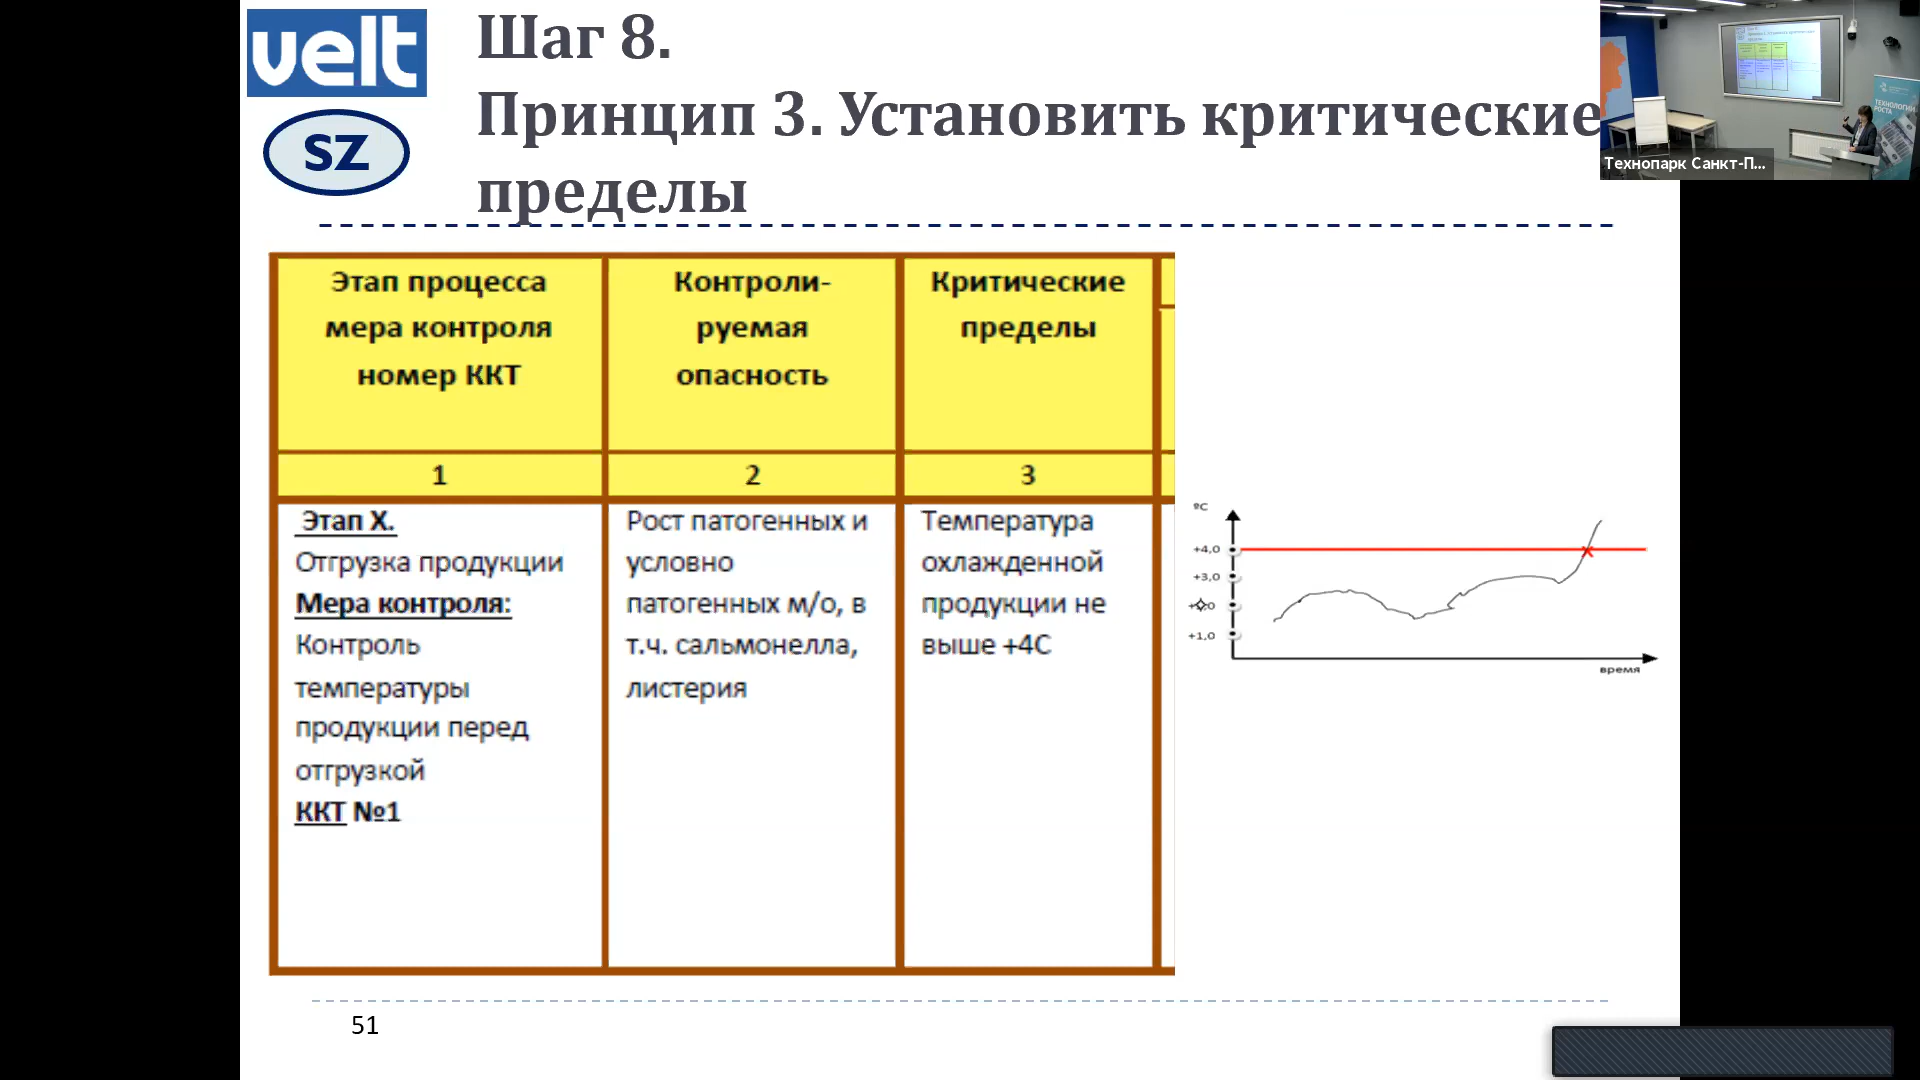 velt
SZ
Шаг 8.
Принцип 3. Установить критические
пределы
Технопарк Санкт-П...
ТЕХНОЛОГИИ
РОСТА
Этап процесса
мера контроля
номер ККТ
Контроли-
руемая
опасность
Критические
пределы
1
2
3
Этап X.
Отгрузка продукции
Мера контроля:
Контроль
температуры
продукции перед
отгрузкой
ККТ №1
Рост патогенных и
условно
патогенных м/о, в
т.ч. сальмонелла,
листерия
Температура
охлажденной
продукции не
выше +4С
ºC
+4,0
+3,0
+1,0
время
51